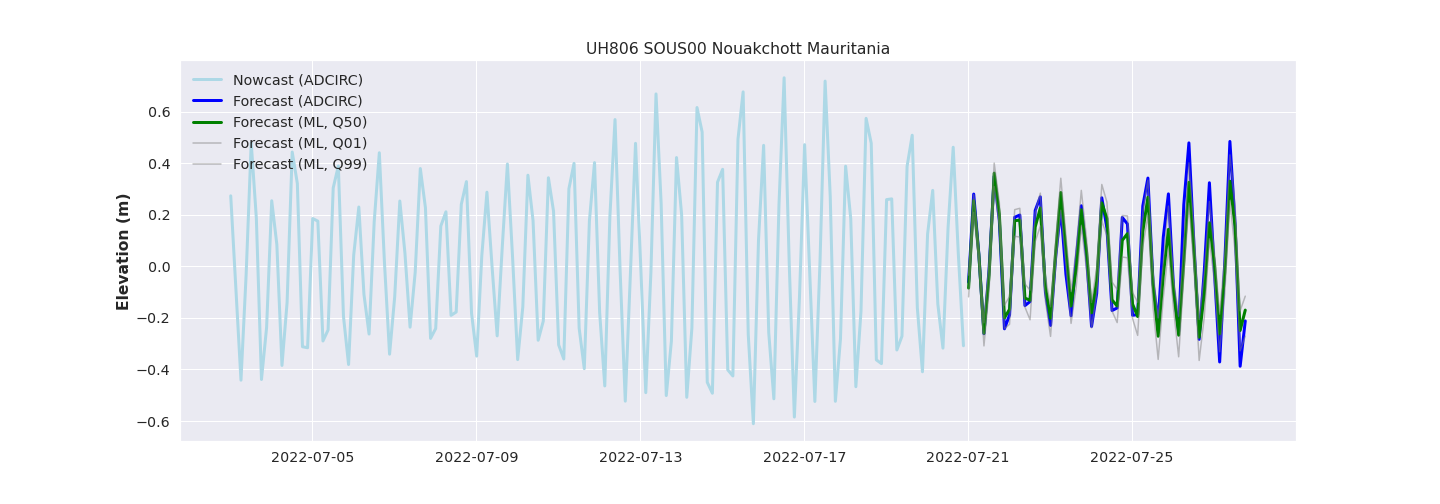 UH806 SOUS00 Nouakchott Mauritania
Nowcast (ADCIRC)
Forecast (ADCIRC)
Forecast (ML, Q50)
Forecast (ML, Q01)
Forecast (ML, Q99)
Elevation (m)
0.6
0.4
0.2
0.0
−0.2
−0.4
−0.6
2022-07-05 2022-07-09 2022-07-13 2022-07-17 2022-07-21 2022-07-25